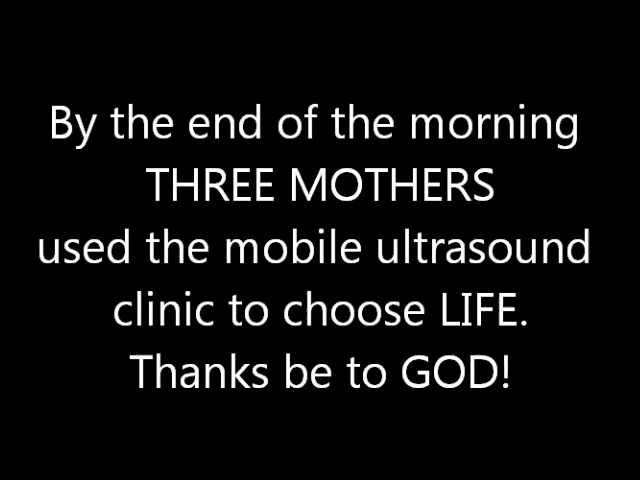 By the end of the morning
THREE MOTHERS
used the mobile ultrasound
clinic to choose LIFE.
Thanks be to GOD!